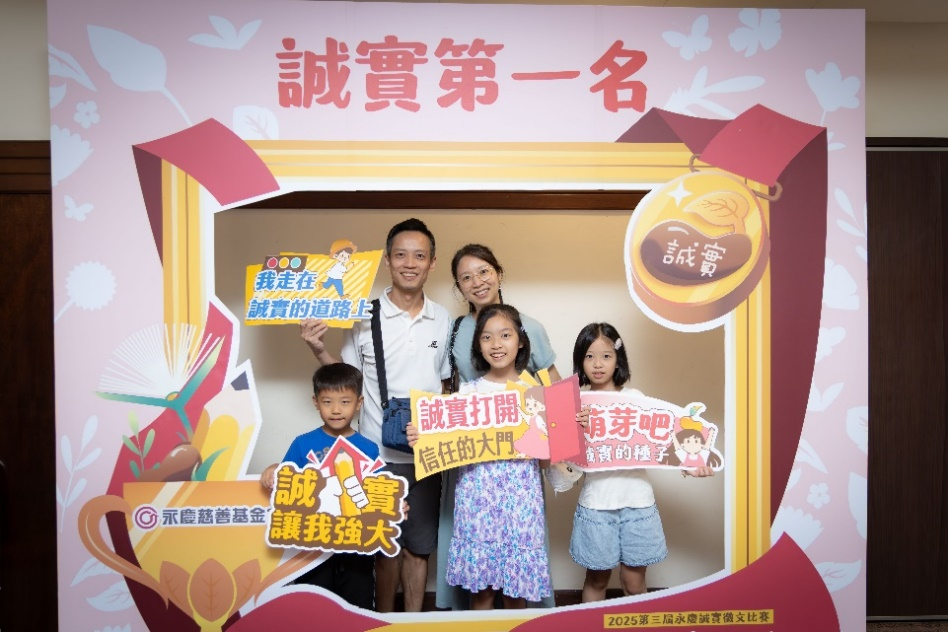 誠實第一名
誠實
我走在
誠實的道路上
誠實打開
信任的大門
萌芽吧
誠實的種子
誠實
讓我強大
永慶慈善基金
2025第三屆永慶誠實徵文比賽